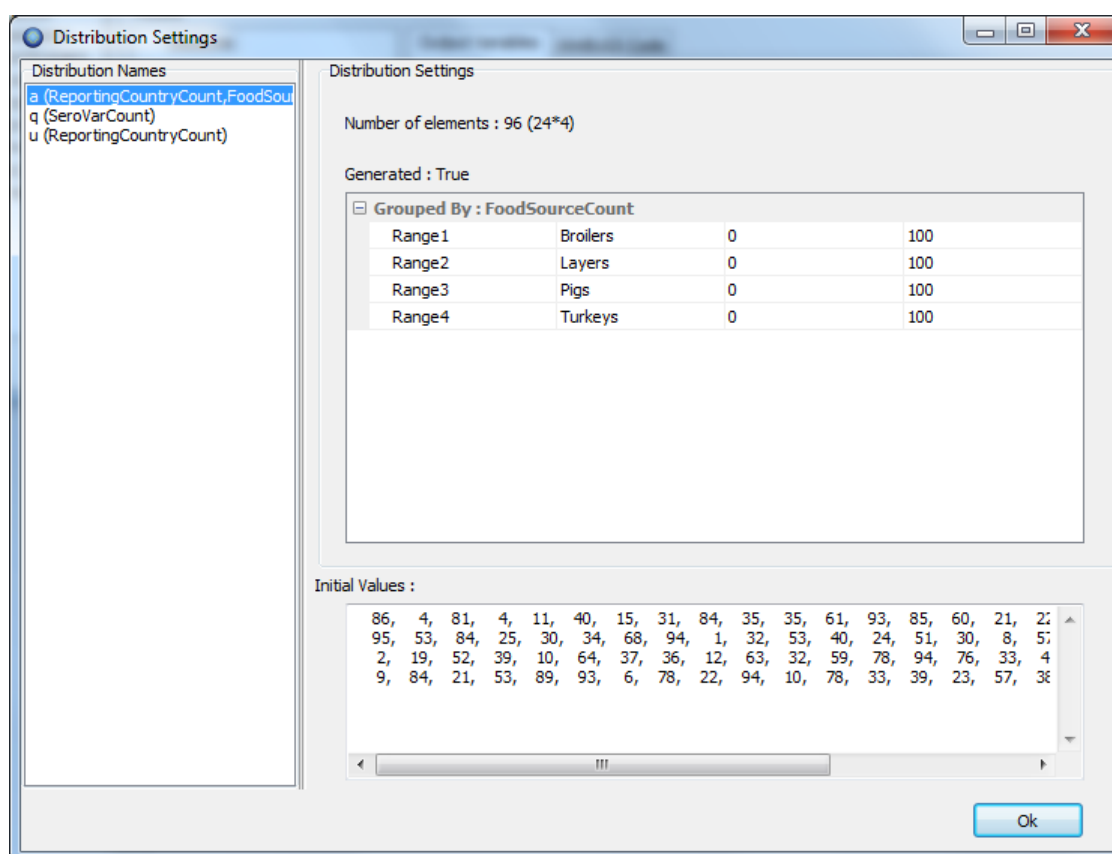 Distribution Settings
Distribution Names
a (ReportingCountryCount,FoodSou
q (SeroVarCount)
u (ReportingCountryCount)
Distribution Settings
Number of elements : 96 (24*4)
Generated : True
Grouped By : FoodSourceCount
Range1 Broilers 0 100
Range2 Layers 0 100
Range3 Pigs 0 100
Range4 Turkeys 0 100
Initial Values :
86, 4, 81, 4, 11, 40, 15, 31, 84, 35, 35, 61, 93, 85, 60, 21, 22
95, 53, 84, 25, 30, 34, 68, 94, 1, 32, 53, 40, 24, 51, 30, 8, 57
2, 19, 52, 39, 10, 64, 37, 36, 12, 63, 32, 59, 78, 94, 76, 33, 4
9, 84, 21, 53, 89, 93, 6, 78, 22, 94, 10, 78, 33, 39, 23, 57, 38
Ok